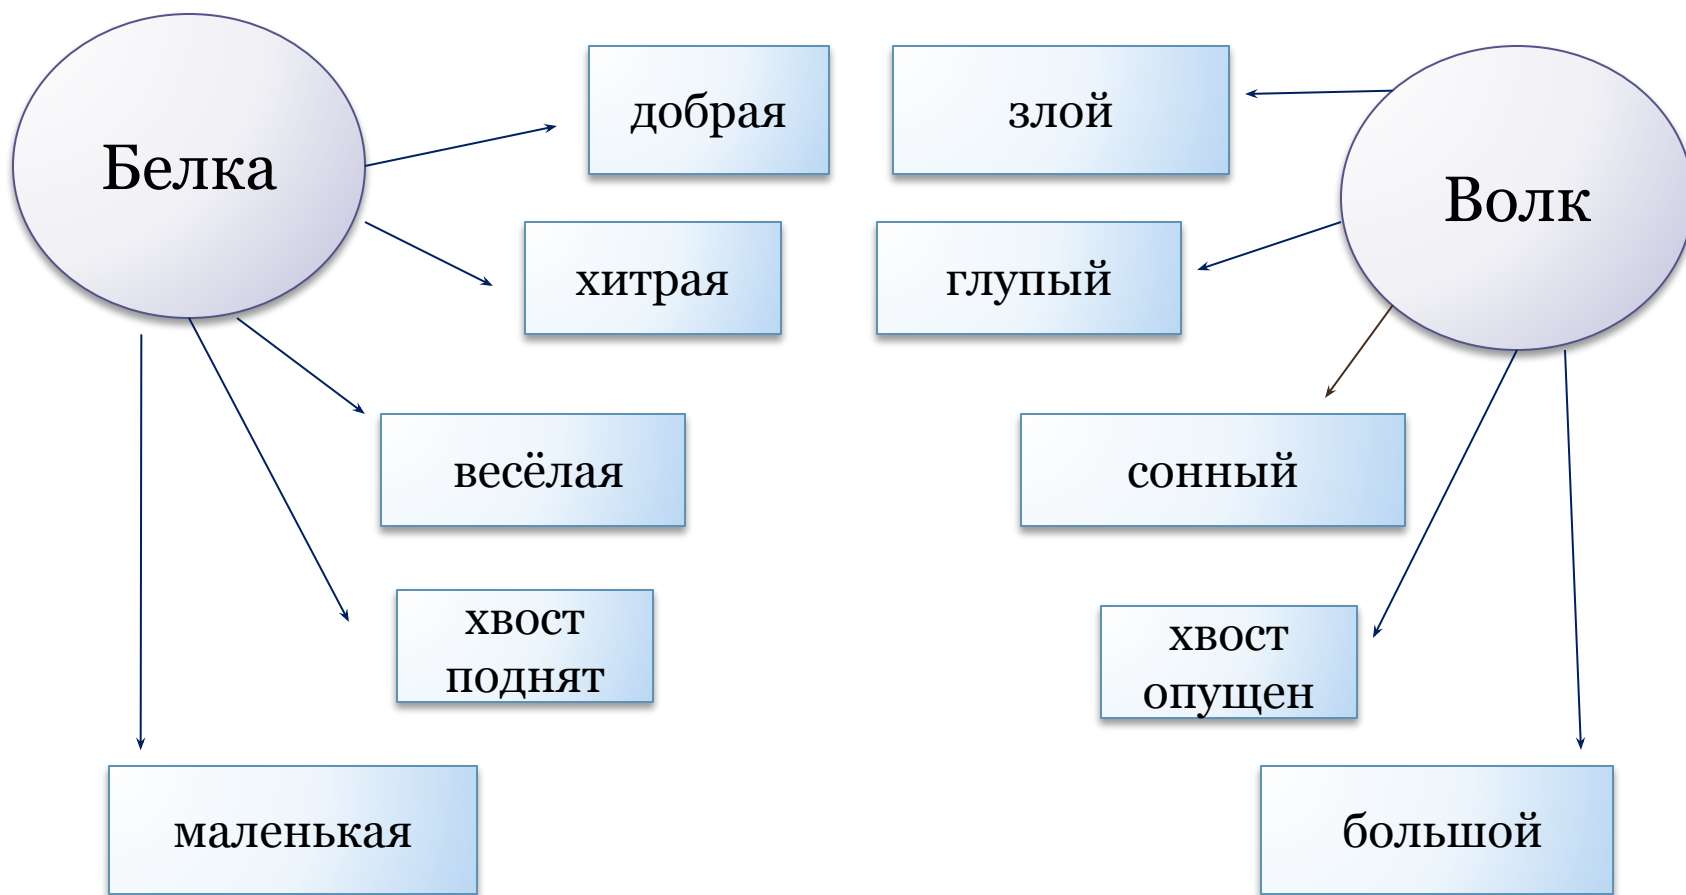 Белка
добрая
хитрая
весёлая
хвост
поднят
маленькая
Волк
злой
глупый
сонный
хвост
опущен
большой